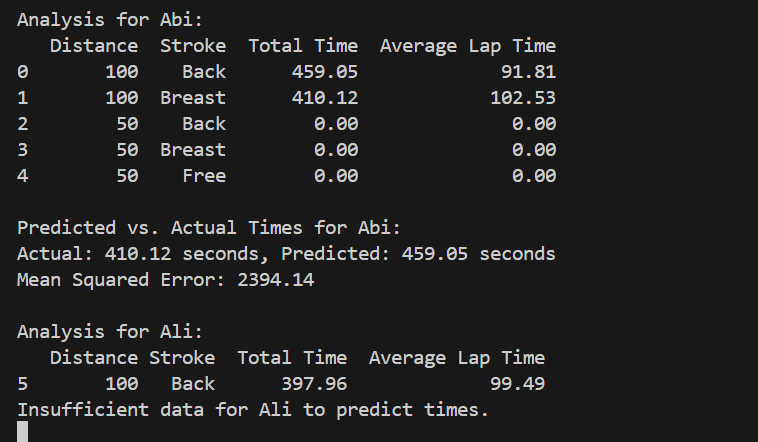 Analysis for Abi:
Distance Stroke Total Time Average Lap Time
0 100 Back 459.05 91.81
1 100 Breast 410.12 102.53
2 50 Back 0.00 0.00
3 50 Breast 0.00 0.00
4 50 Free 0.00 0.00
Predicted vs. Actual Times for Abi:
Actual: 410.12 seconds, Predicted: 459.05 seconds
Mean Squared Error: 2394.14
Analysis for Ali:
Distance Stroke Total Time Average Lap Time
5 100 Back 397.96 99.49
Insufficient data for Ali to predict times.